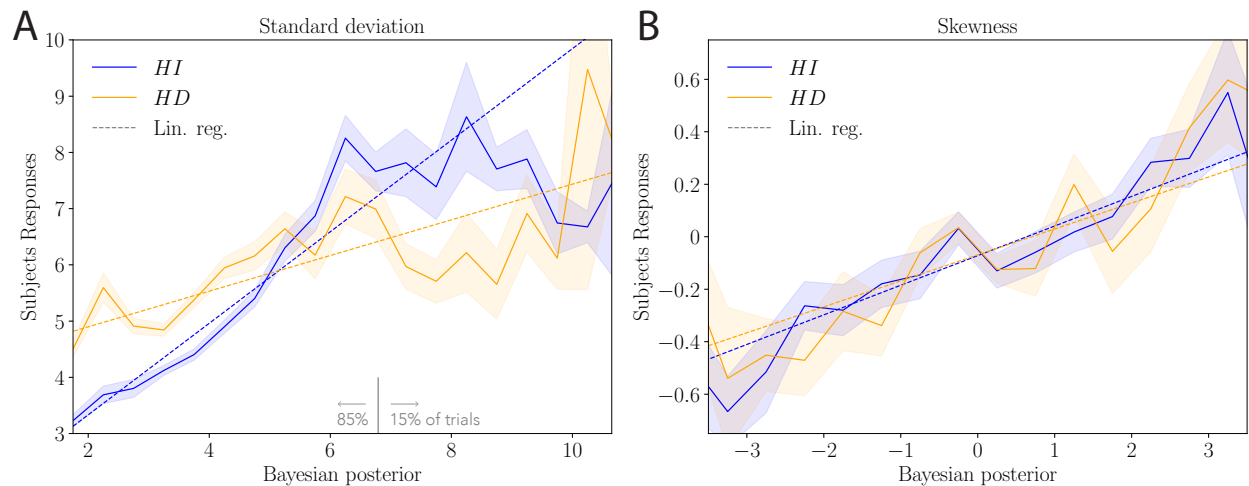 A
Standard deviation
HI
HD
Lin. reg.
Subjects Responses
10
9
8
7
6
5
4
3
85%
15% of trials
2
4
6
8
10
Bayesian posterior
B
Skewness
HI
HD
Lin. reg.
Subjects Responses
0.6
0.4
0.2
0
−0.2
−0.4
−0.6
−3
−2
−1
0
1
2
3
Bayesian posterior